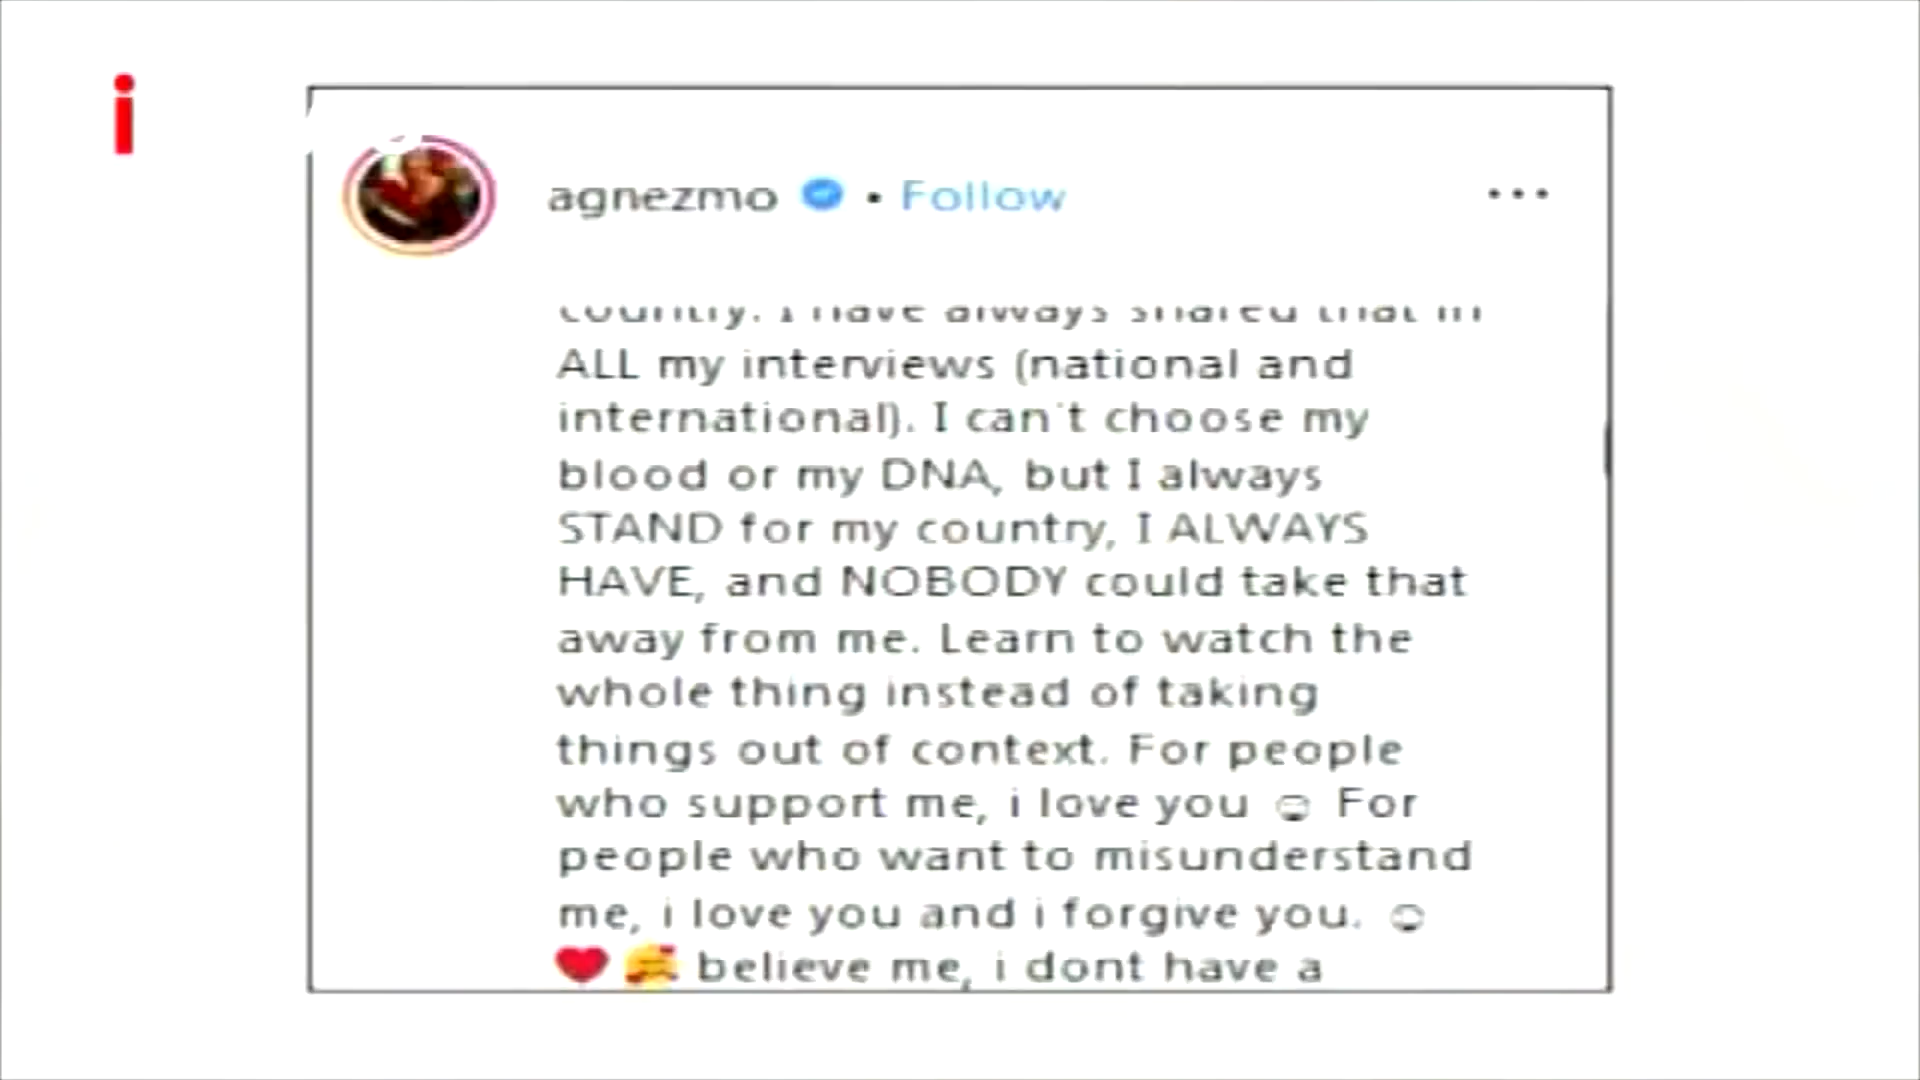 i
agnezmo • Follow •••
country. I have always shared that in
ALL my interviews (national and
international). I can't choose my
blood or my DNA, but I always
STAND for my country, I ALWAYS
HAVE, and NOBODY could take that
away from me. Learn to watch the
whole thing instead of taking
things out of context. For people
who support me, i love you ☺ For
people who want to misunderstand
me, i love you and i forgive you. ☺
❤️ 🥰 believe me, i dont have a